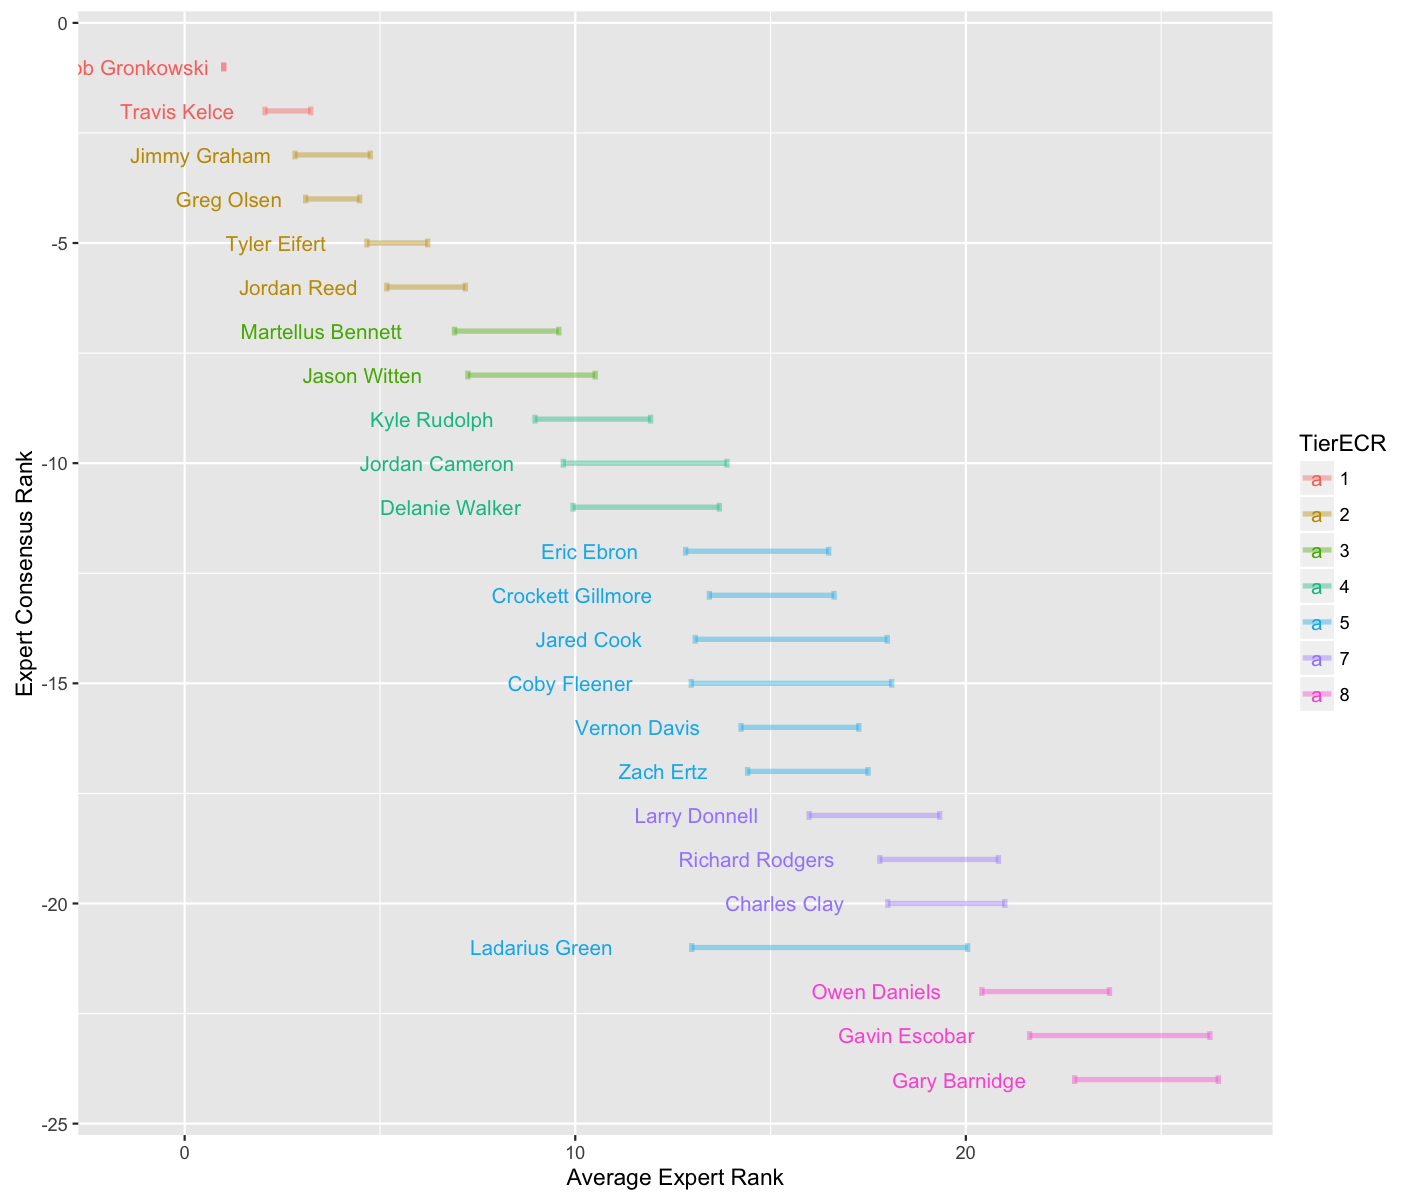 0
ob Gronkowski
Travis Kelce
Jimmy Graham
Greg Olsen
-5
Tyler Eifert
Jordan Reed
Martellus Bennett
Jason Witten
Kyle Rudolph
-10
Jordan Cameron
Delanie Walker
Eric Ebron
Crockett Gillmore
Jared Cook
-15
Coby Fleener
Vernon Davis
Zach Ertz
Larry Donnell
Richard Rodgers
-20
Charles Clay
Ladarius Green
Owen Daniels
Gavin Escobar
Gary Barnidge
-25
0 10 20
Average Expert Rank
Expert Consensus Rank
TierECR
a 1
a 2
a 3
a 4
a 5
a 7
a 8